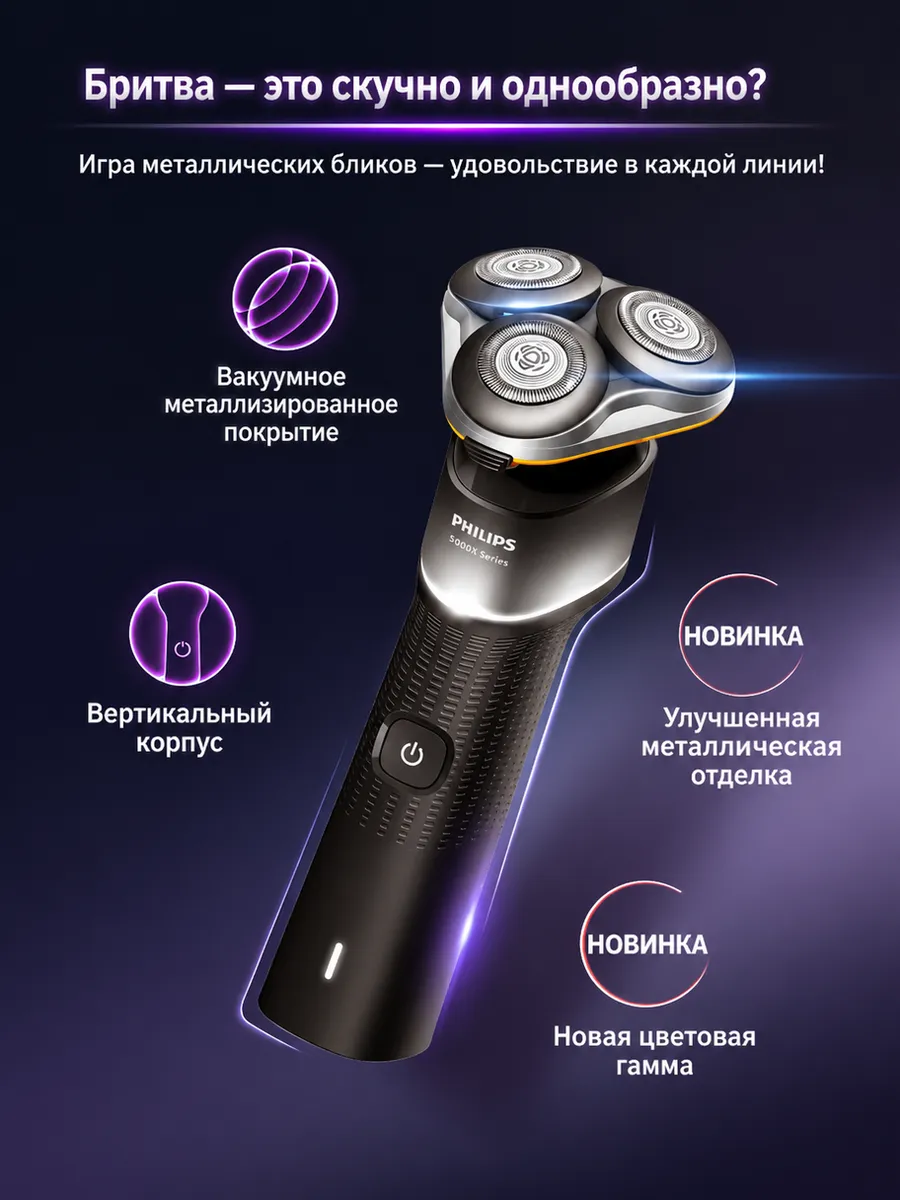 Бритва — это скучно и однообразно?
Игра металлических бликов — удовольствие в каждой линии!
Вакуумное
металлизированное
покрытие
PHILIPS
5000X Series
Вертикальный
корпус
НОВИНКА
Улучшенная
металлическая
отделка
НОВИНКА
Новая цветовая
гамма